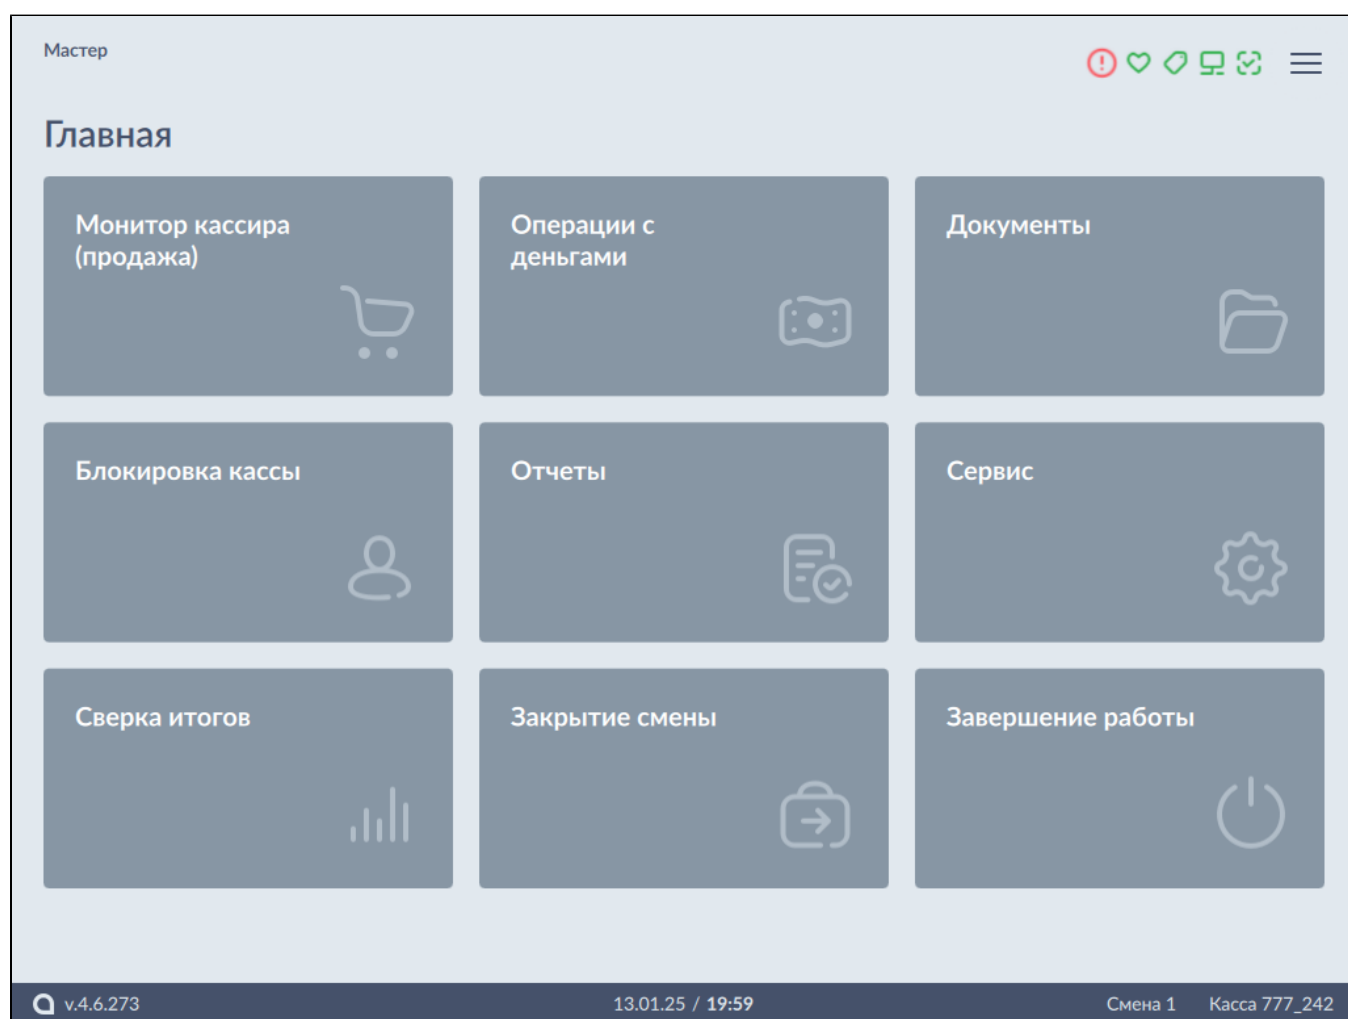 Мастер
Главная
Монитор кассира
(продажа)
Операции с
деньгами
Документы
Блокировка кассы
Отчеты
Сервис
Сверка итогов
Закрытие смены
Завершение работы
v.4.6.273
13.01.25 / 19:59
Смена 1
Касса 777_242